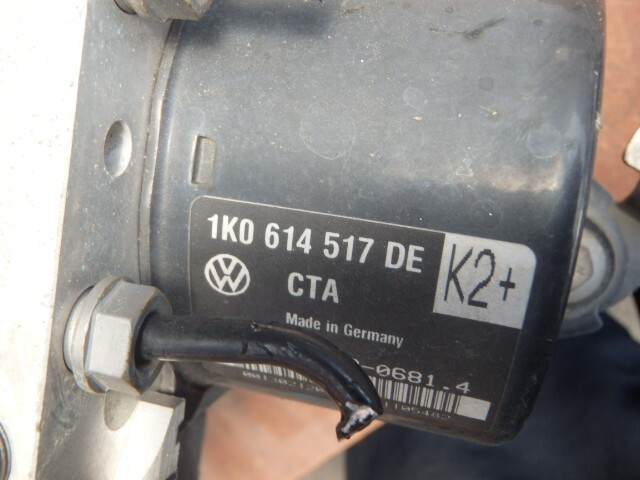 1K0 614 517 DE
K2+
CTA
Made in Germany
-0681.4